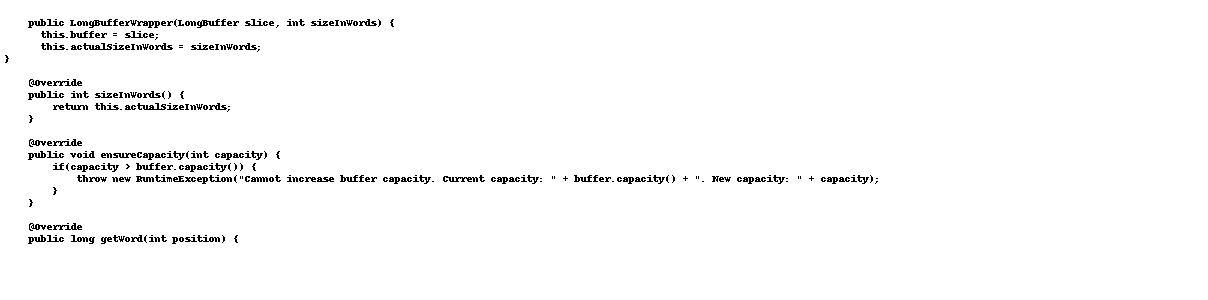 public LongBufferWrapper(LongBuffer slice, int sizeInWords) {
this.buffer = slice;
this.actualSizeInWords = sizeInWords;
}
@Override
public int sizeInWords() {
return this.actualSizeInWords;
}
@Override
public void ensureCapacity(int capacity) {
if(capacity > buffer.capacity()) {
throw new RuntimeException("Cannot increase buffer capacity. Current capacity: " + buffer.capacity() + ". New capacity: " + capacity);
}
}
@Override
public long getWord(int position) {